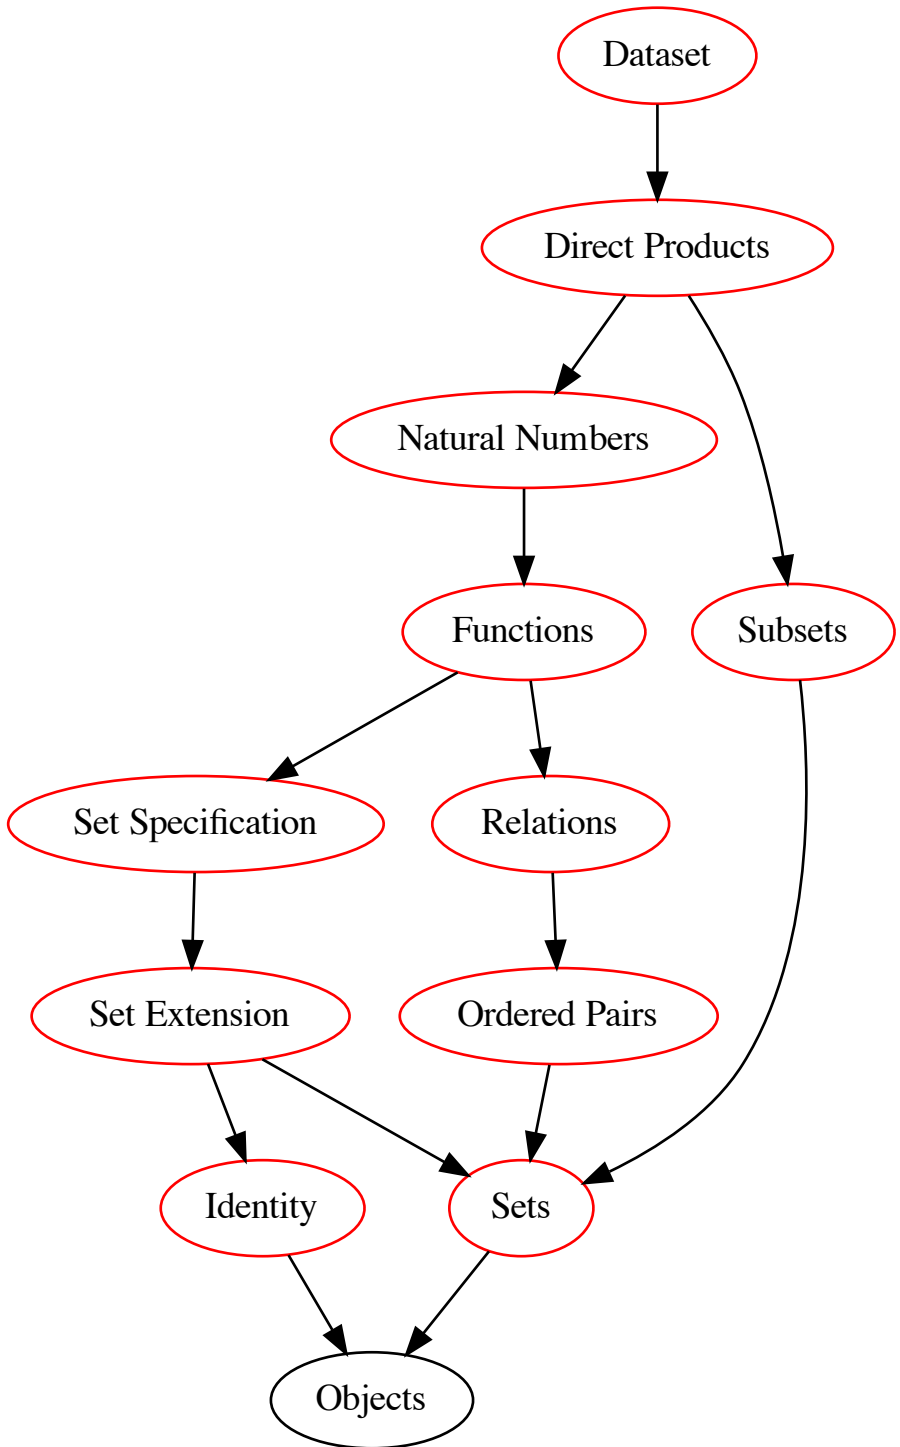 Dataset
Direct Products
Natural Numbers
Functions
Subsets
Set Specification
Relations
Set Extension
Ordered Pairs
Identity
Sets
Objects